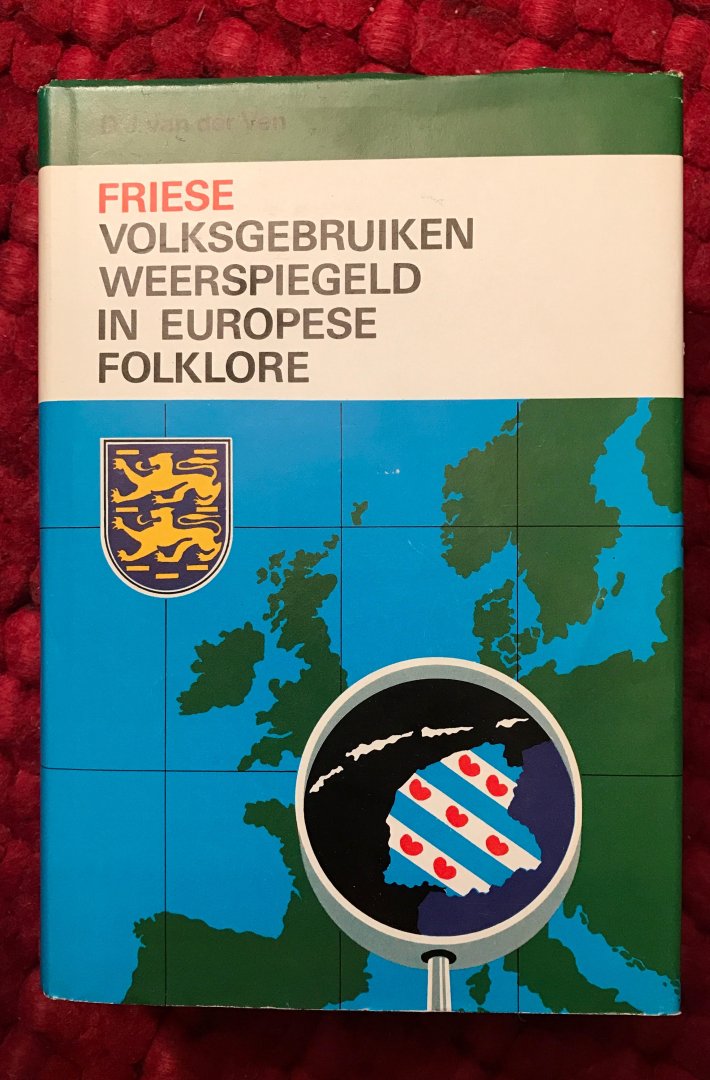 D.J. van der Ven
FRIESE
VOLKSGEBRUIKEN
WEERSPIEGELD
IN EUROPESE
FOLKLORE